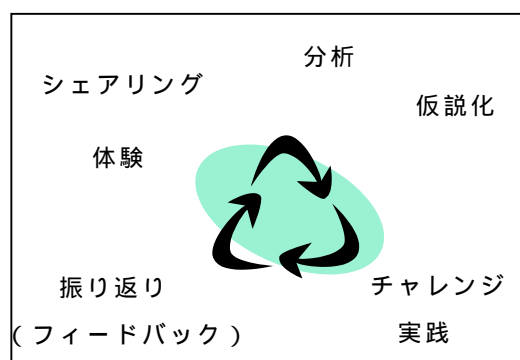 分析
シェアリング
仮説化
体験
振り返り
(フィードバック)
チャレンジ
実践